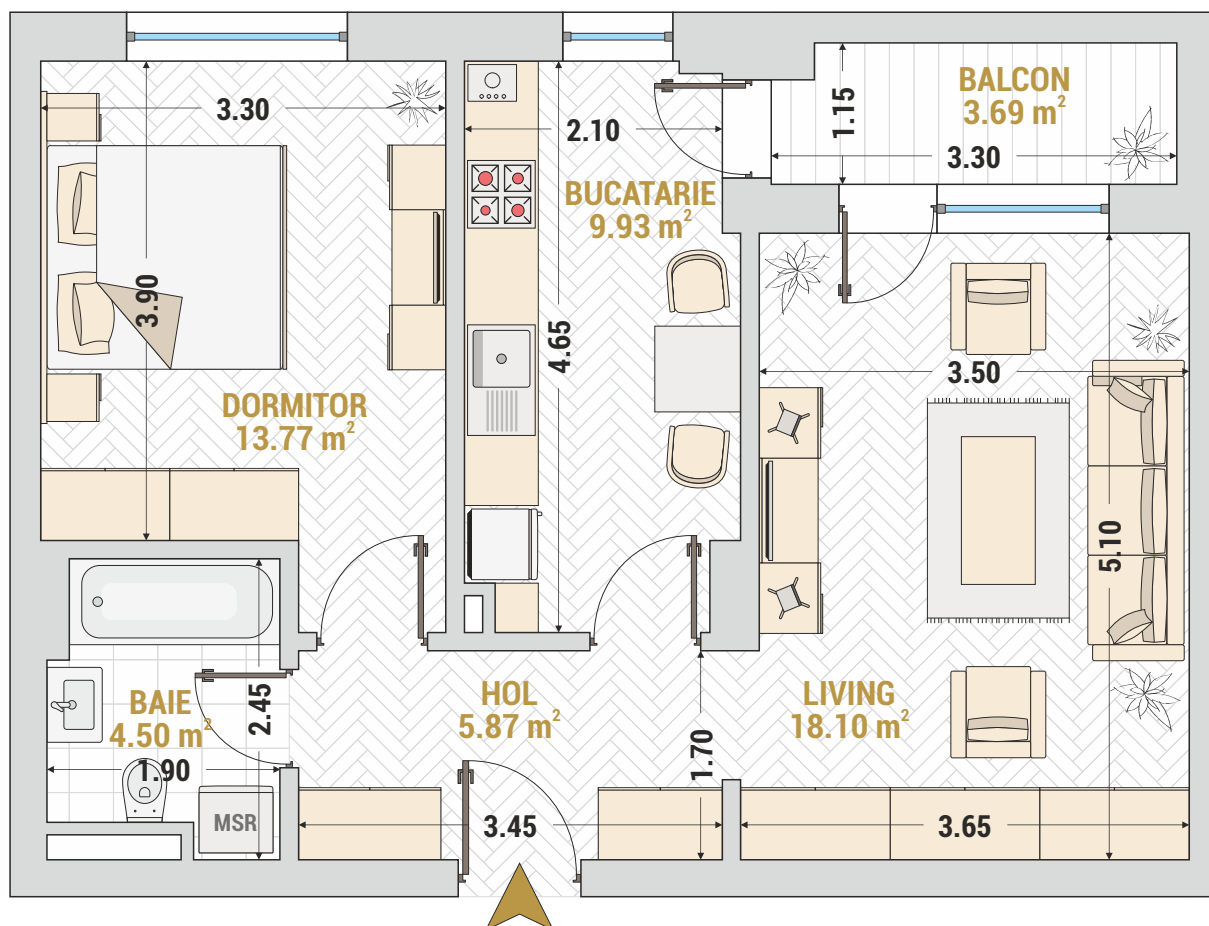 BALCON
3.69 m²
1.15
3.30
3.30
2.10
BUCATARIE
9.93 m²
3.90
4.65
3.50
DORMITOR
13.77 m²
5.10
BAIE
4.50 m²
2.45
1.90
MSR
HOL
5.87 m²
1.70
LIVING
18.10 m²
3.45
3.65